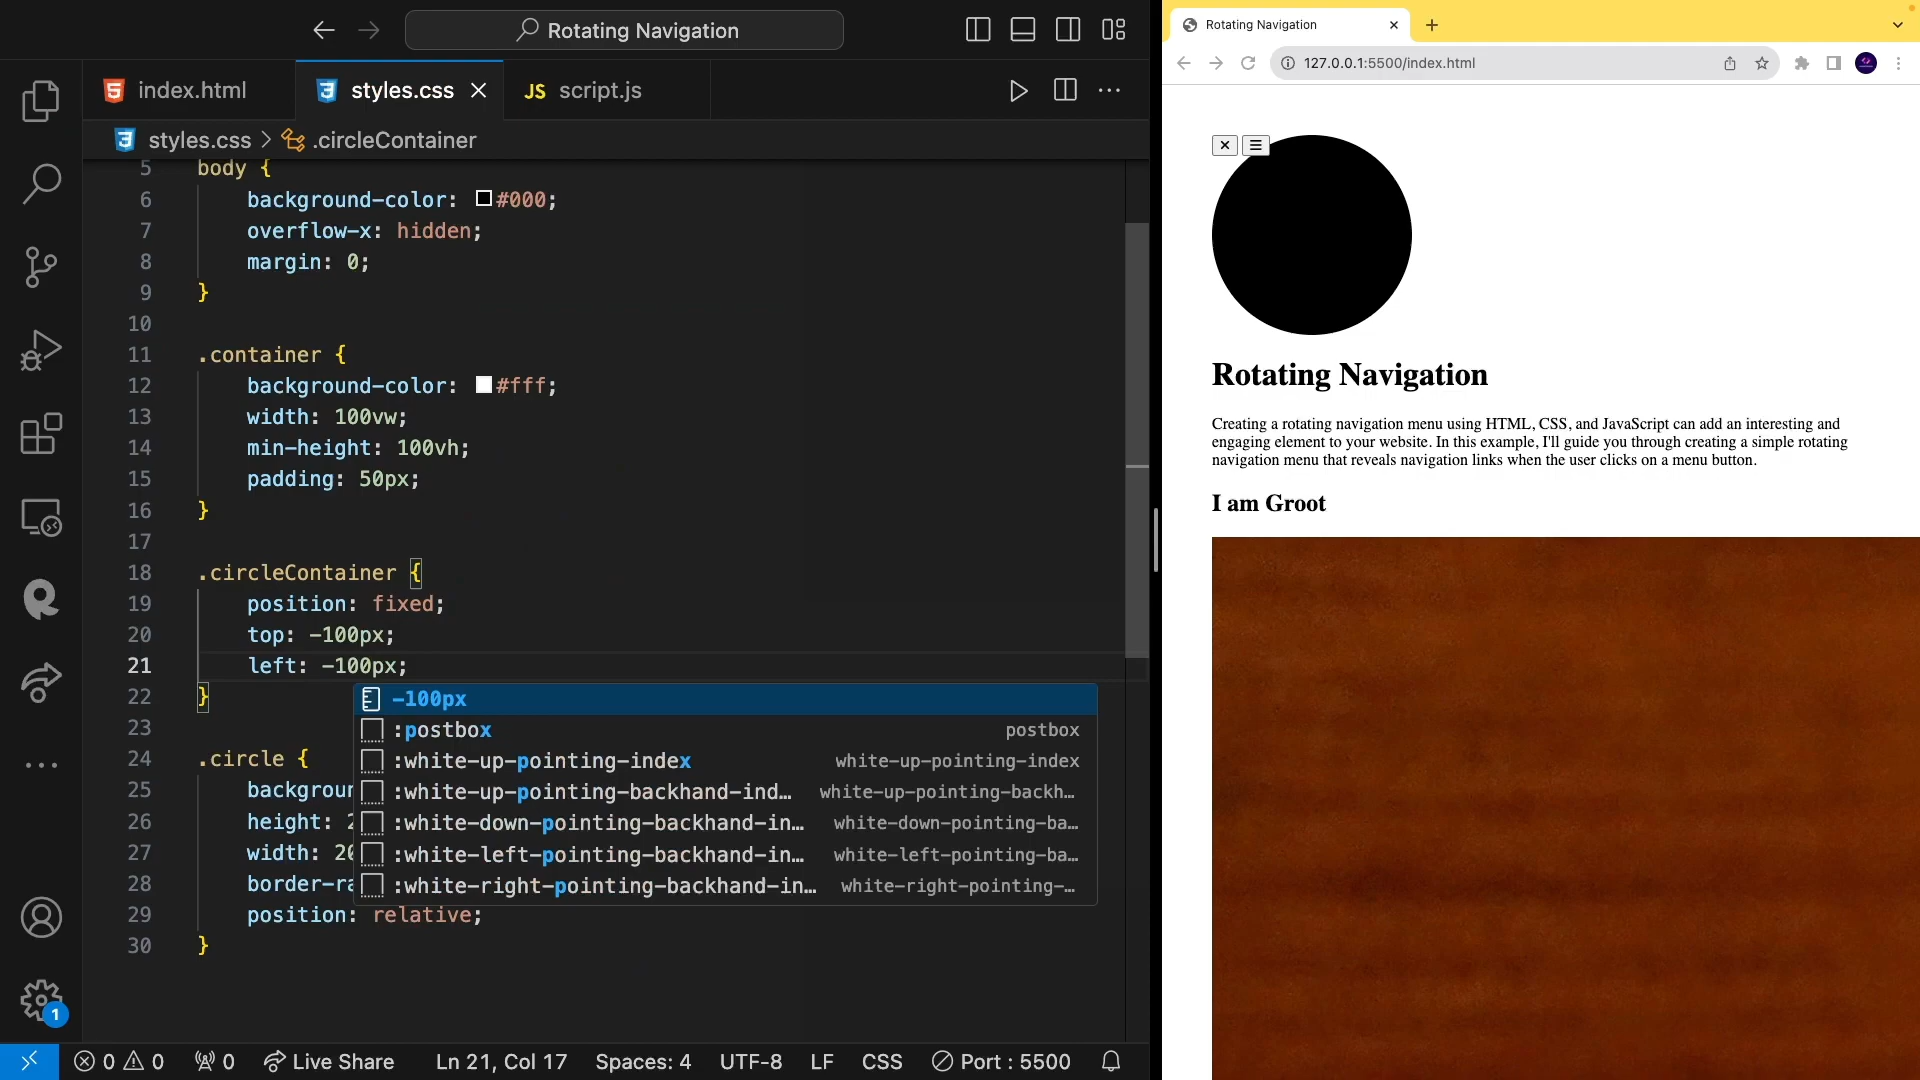 Rotating Navigation
index.html
styles.css
JS script.js
styles.css > .circleContainer
5 body {
6 background-color: #000;
7 overflow-x: hidden;
8 margin: 0;
9 }
10
11 .container {
12 background-color: #fff;
13 width: 100vw;
14 min-height: 100vh;
15 padding: 50px;
16 }
17
18 .circleContainer {
19 position: fixed;
20 top: -100px;
21 left: -100px;
22 }
-100px
23
:postbox postbox
24 .circle {
:white-up-pointing-index white-up-pointing-index
25 backgrour
:white-up-pointing-backhand-ind… white-up-pointing-backh…
26 height: 2
:white-down-pointing-backhand-in… white-down-pointing-ba…
27 width: 20
:white-left-pointing-backhand-in… white-left-pointing-ba…
28 border-ra
:white-right-pointing-backhand-in… white-right-pointing-…
29 position: relative;
30 }
1
0 0 0 Live Share Ln 21, Col 17 Spaces: 4 UTF-8 LF CSS Port : 5500
Rotating Navigation
127.0.0.1:5500/index.html
Rotating Navigation
Creating a rotating navigation menu using HTML, CSS, and JavaScript can add an interesting and
engaging element to your website. In this example, I'll guide you through creating a simple rotating
navigation menu that reveals navigation links when the user clicks on a menu button.
I am Groot